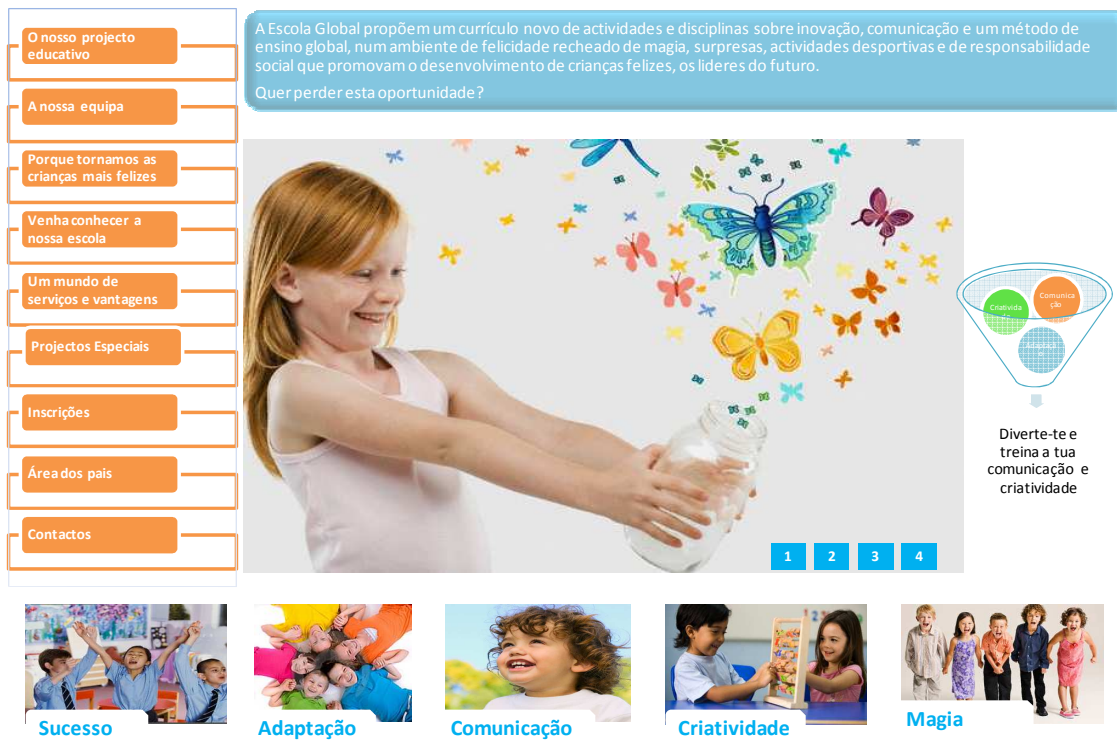 A Escola Global propõem um currículo novo de actividades e disciplinas sobre inovação, comunicação e um método de
ensino global, num ambiente de felicidade recheado de magia, surpresas, actividades desportivas e de responsabilidade
social que promovam o desenvolvimento de crianças felizes, os lideres do futuro.
Quer perder esta oportunidade?
O nosso projecto
educativo
A nossa equipa
Porque tornamos as
crianças mais felizes
Venha conhecer a
nossa escola
Um mundo de
serviços e vantagens
Projectos Especiais
Inscrições
Área dos pais
Contactos
Comunica
ção
Criativida
Diverte-te e
treina a tua
comunicação e
criatividade
1 2 3 4
Sucesso
Adaptação
Comunicação
Criatividade
Magia